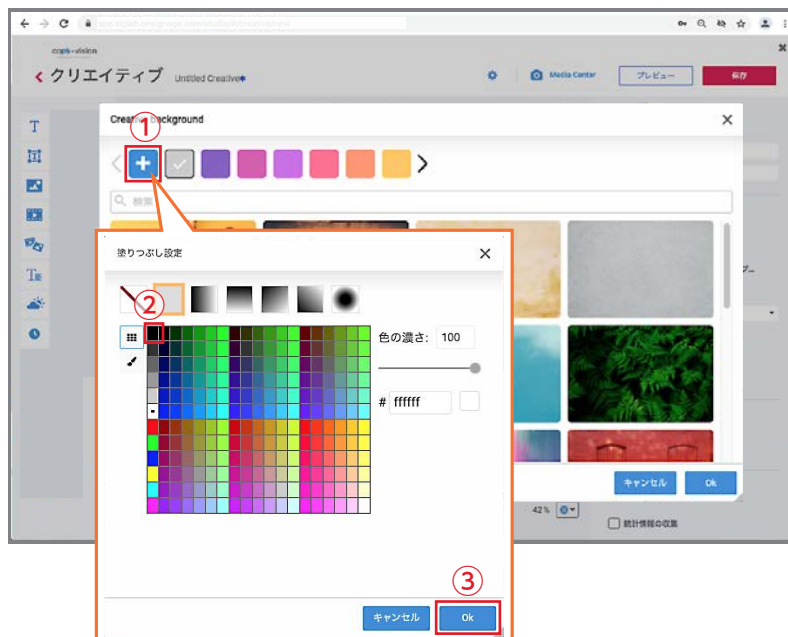 caps-vision
クリエイティブ Untitled Creative*
Media Center
プレビュー
保存
Creative background
①
検索
塗りつぶし設定
②
色の濃さ: 100
# ffffff
キャンセル Ok
42%
統計情報の収集
③
キャンセル Ok